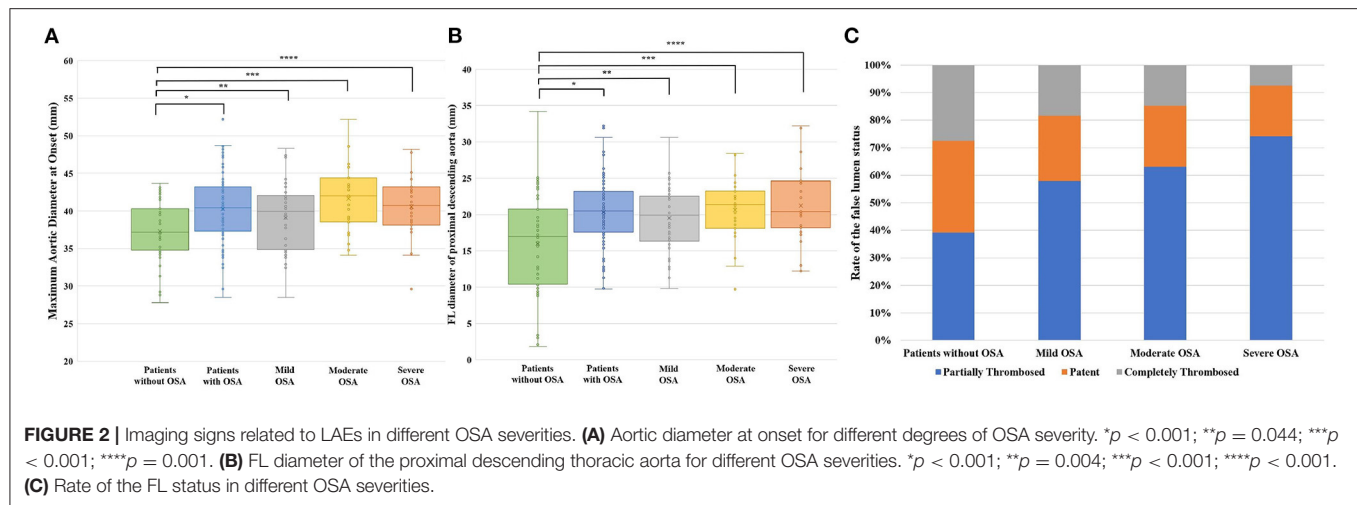 A
B
C
Maximum Aortic Diameter at Onset (mm)
60
55
50
45
40
35
30
25
20
*
**
***
****
Patients without OSA
Patients with OSA
Mild OSA
Moderate OSA
Severe OSA
FL diameter of proximal descending aorta (mm)
40
35
30
25
20
15
10
5
0
*
**
***
****
Patients without OSA
Patients with OSA
Mild OSA
Moderate OSA
Severe OSA
Rate of the false lumen status
100%
90%
80%
70%
60%
50%
40%
30%
20%
10%
0%
Patients without OSA
Mild OSA
Moderate OSA
Severe OSA
Partially Thrombosed
Patent
Completely Thrombosed
FIGURE 2 | Imaging signs related to LAEs in different OSA severities. (A) Aortic diameter at onset for different degrees of OSA severity. *p < 0.001; **p = 0.044; ***p
< 0.001; ****p = 0.001. (B) FL diameter of the proximal descending thoracic aorta for different OSA severities. *p < 0.001; **p = 0.004; ***p < 0.001; ****p < 0.001.
(C) Rate of the FL status in different OSA severities.